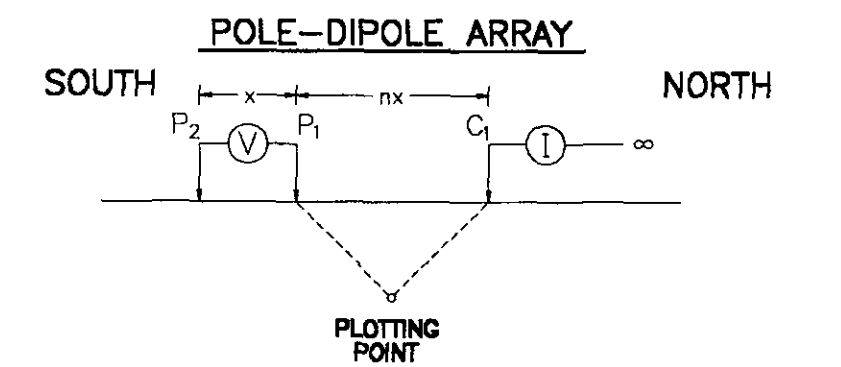 POLE-DIPOLE ARRAY
SOUTH
NORTH
x
nx
P₂
V
P₁
C₁
I
∞
PLOTTING
POINT